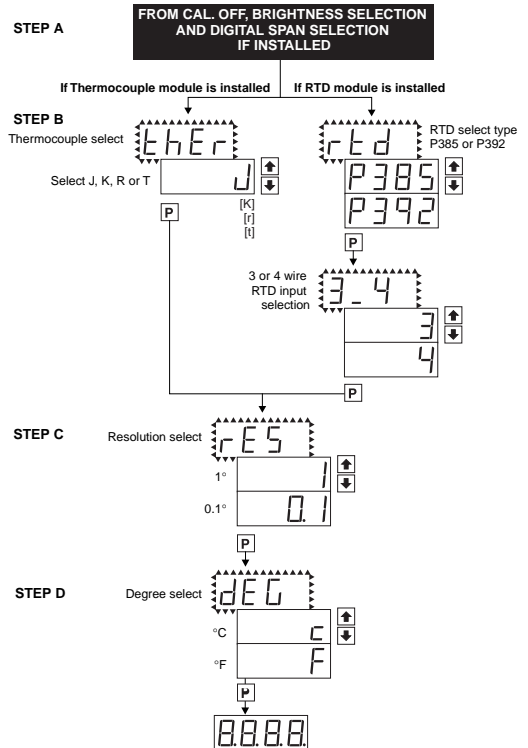 STEP A
FROM CAL. OFF, BRIGHTNESS SELECTION
AND DIGITAL SPAN SELECTION
IF INSTALLED
If Thermocouple module is installed
If RTD module is installed
STEP B
Thermocouple select
thEr
Select J, K, R or T
J
[K]
[r]
[t]
P
rtd
RTD select type
P385 or P392
P385
P392
P
3 or 4 wire
RTD input
selection
3_4
3
4
P
STEP C
Resolution select
rES
1°
1
0.1°
0.1
P
STEP D
Degree select
dEG
°C
c
°F
F
P
8.8.8.8.